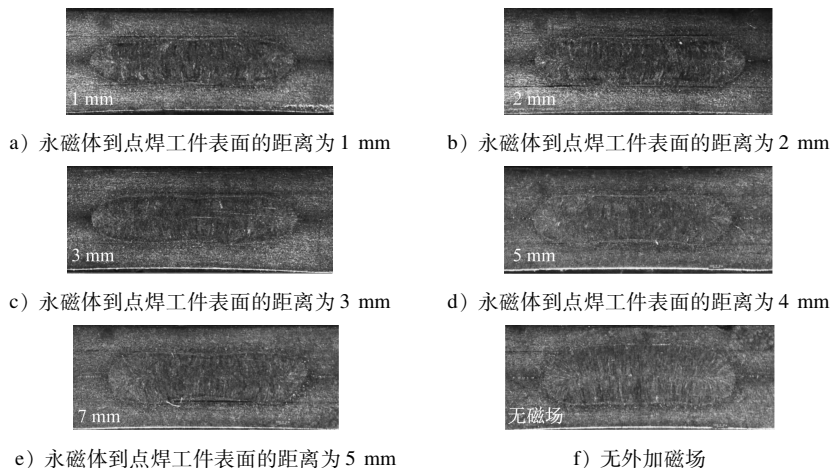 1 mm
2 mm
a）永磁体到点焊工件表面的距离为 1 mm
b）永磁体到点焊工件表面的距离为 2 mm
3 mm
5 mm
c）永磁体到点焊工件表面的距离为 3 mm
d）永磁体到点焊工件表面的距离为 4 mm
7 mm
无磁场
e）永磁体到点焊工件表面的距离为 5 mm
f）无外加磁场